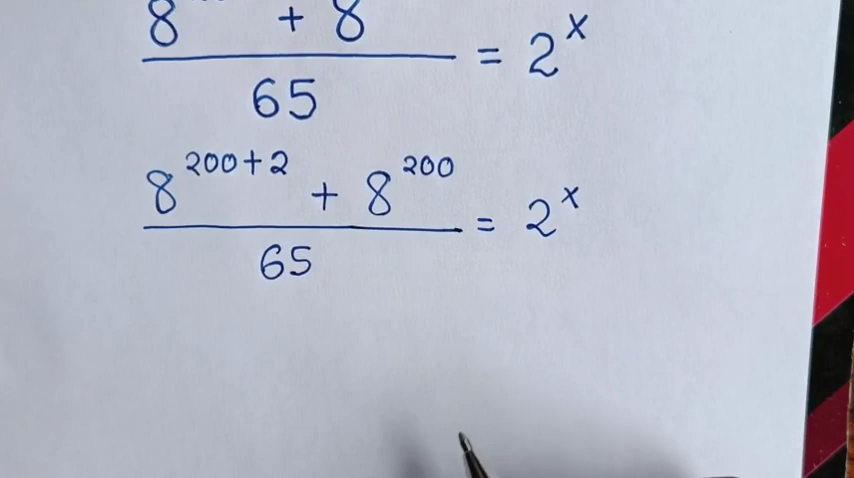 8 + 8
65
= 2^x
8^{200+2} + 8^{200}
65
= 2^x